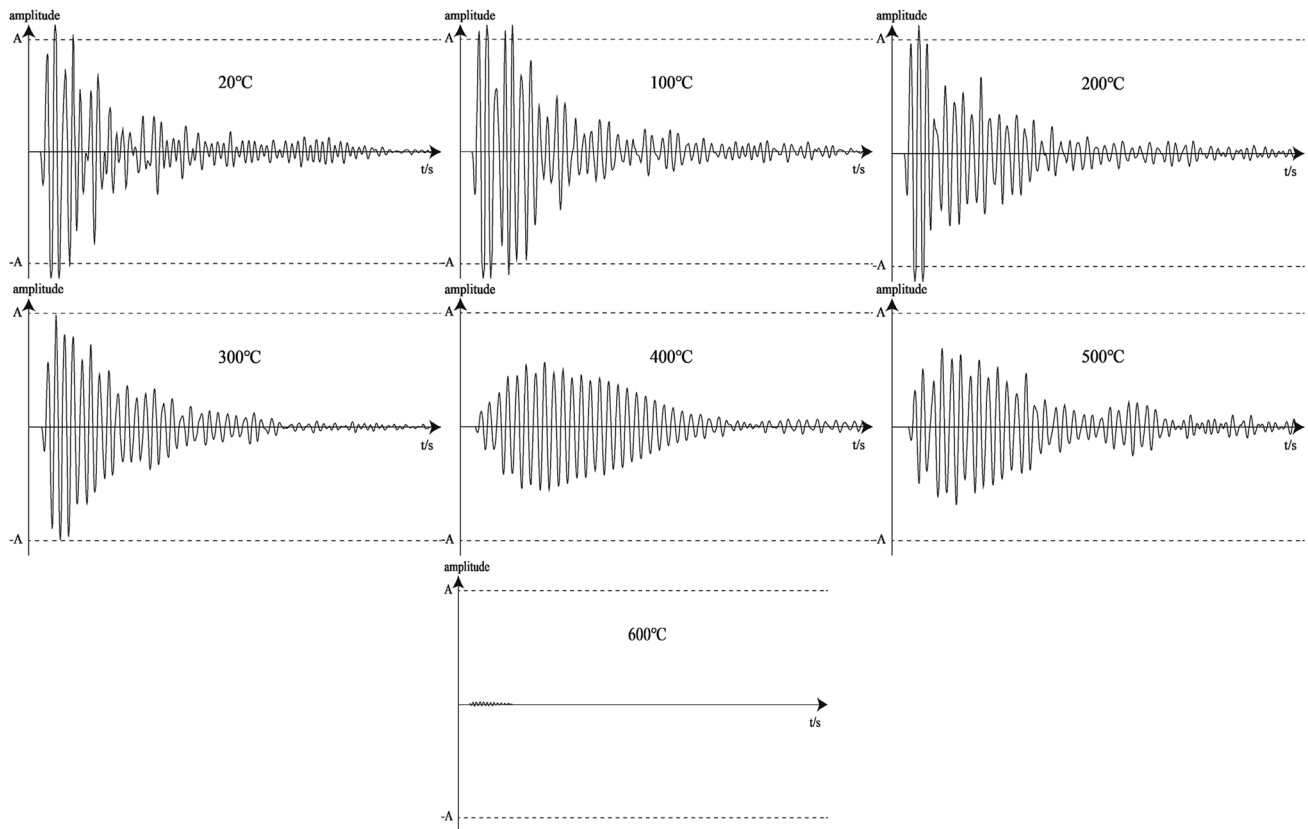 amplitude
A
20℃
t/s
-A
amplitude
A
100℃
t/s
-A
amplitude
A
200℃
t/s
-A
amplitude
A
300℃
t/s
-A
amplitude
A
400℃
t/s
-A
amplitude
A
500℃
t/s
-A
amplitude
A
600℃
t/s
-A